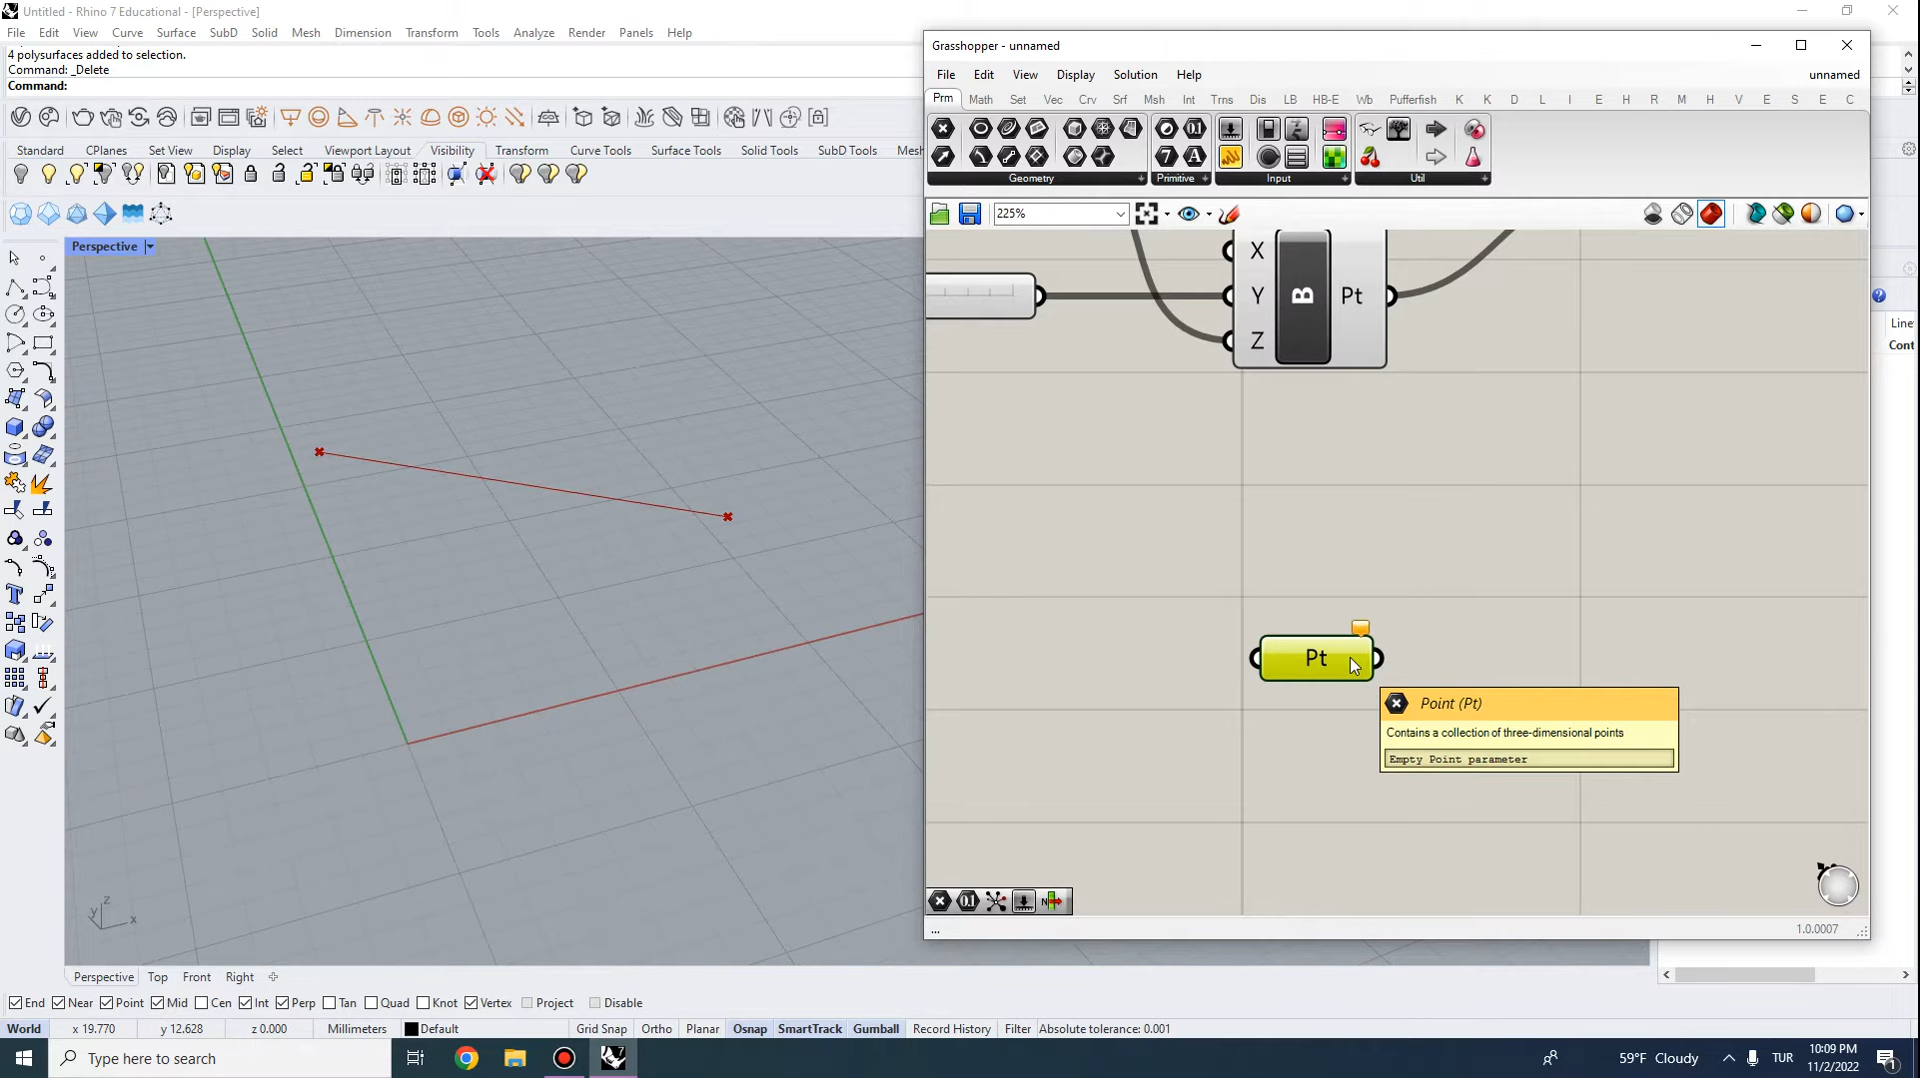 Untitled - Rhino 7 Educational - [Perspective]
File Edit View Curve Surface SubD Solid Mesh Dimension Transform Tools Analyze Render Panels Help
4 polysurfaces added to selection.
Command: _Delete
Command:
Standard CPlanes Set View Display Select Viewport Layout Visibility Transform Curve Tools Surface Tools Solid Tools SubD Tools Mesh
Perspective
z
y
x
Grasshopper - unnamed
File Edit View Display Solution Help unnamed
Prm Math Set Vec Crv Srf Msh Int Trns Dis LB HB-E Wb Pufferfish K K D L I E H R M H V E S E C
Geometry Primitive Input Util
225%
X
Y
Z
Pt
Pt
Point (Pt)
Contains a collection of three-dimensional points
Empty Point parameter
...
1.0.0007
Line
Cont
Perspective Top Front Right
End Near Point Mid Cen Int Perp Tan Quad Knot Vertex Project Disable
World x 19.770 y 12.628 z 0.000 Millimeters Default Grid Snap Ortho Planar Osnap SmartTrack Gumball Record History Filter Absolute tolerance: 0.001
Type here to search
59°F Cloudy
TUR
10:09 PM
11/2/2022
1